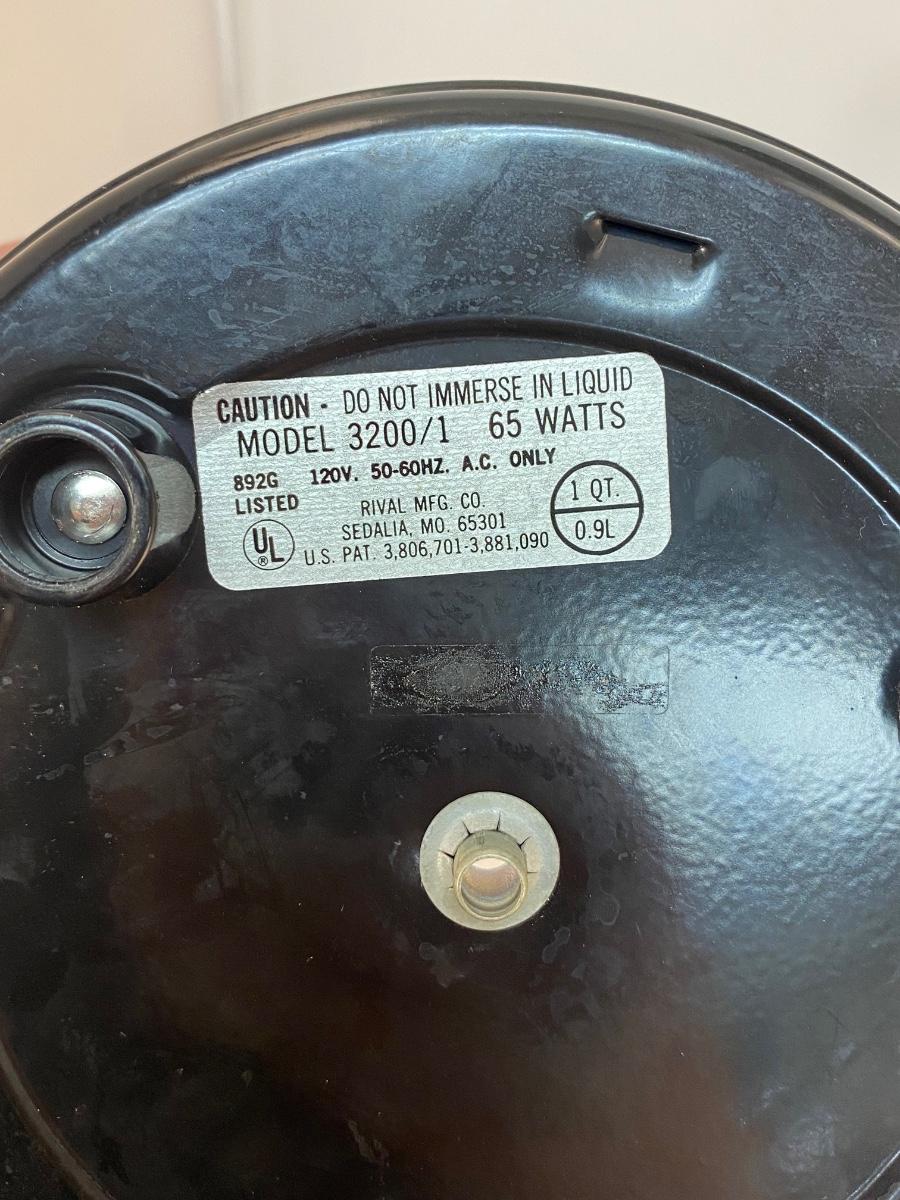 CAUTION - DO NOT IMMERSE IN LIQUID
MODEL 3200/1 65 WATTS
892G 120V. 50-60HZ. A.C. ONLY
LISTED
RIVAL MFG. CO.
SEDALIA, MO. 65301
U.S. PAT. 3,806,701-3,881,090
UL
®
1 QT.
0.9L